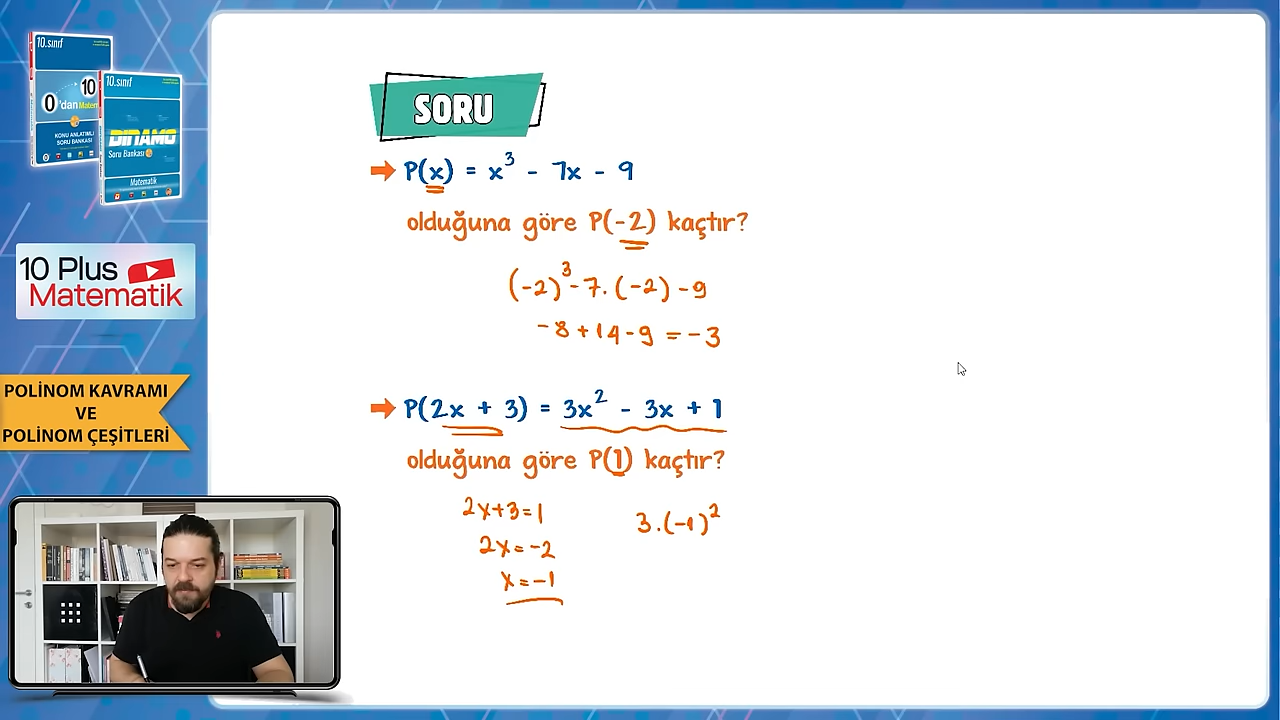 10.sınıf
0'dan 10
Matem
KONU ANLATIMLI
SORU BANKASI
10.sınıf
DINAMO
Soru Bankası
Matematik
10 Plus
Matematik
POLİNOM KAVRAMI
VE
POLİNOM ÇEŞİTLERİ
SORU
P(x) = x³ - 7x - 9
olduğuna göre P(-2) kaçtır?
(-2)³-7.(-2)-9
-8+14-9=-3
P(2x + 3) = 3x² - 3x + 1
olduğuna göre P(1) kaçtır?
2x+3=1
2x=-2
x=-1
3.(-1)²